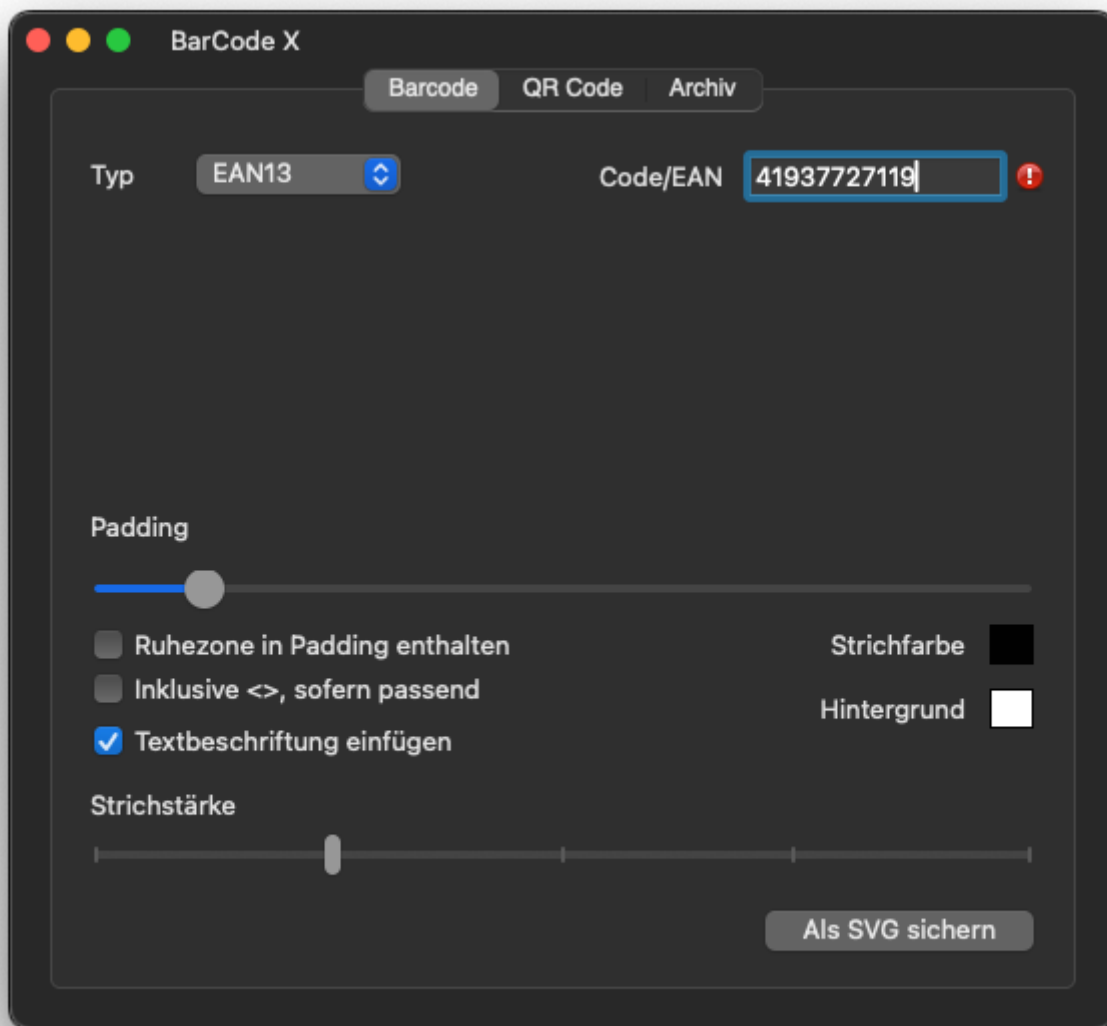 BarCode X
Barcode QR Code Archiv
Typ EAN13 Code/EAN 41937727119
Padding
Ruhezone in Padding enthalten Strichfarbe
Inklusive <>, sofern passend
Hintergrund
Textbeschriftung einfügen
Strichstärke
Als SVG sichern